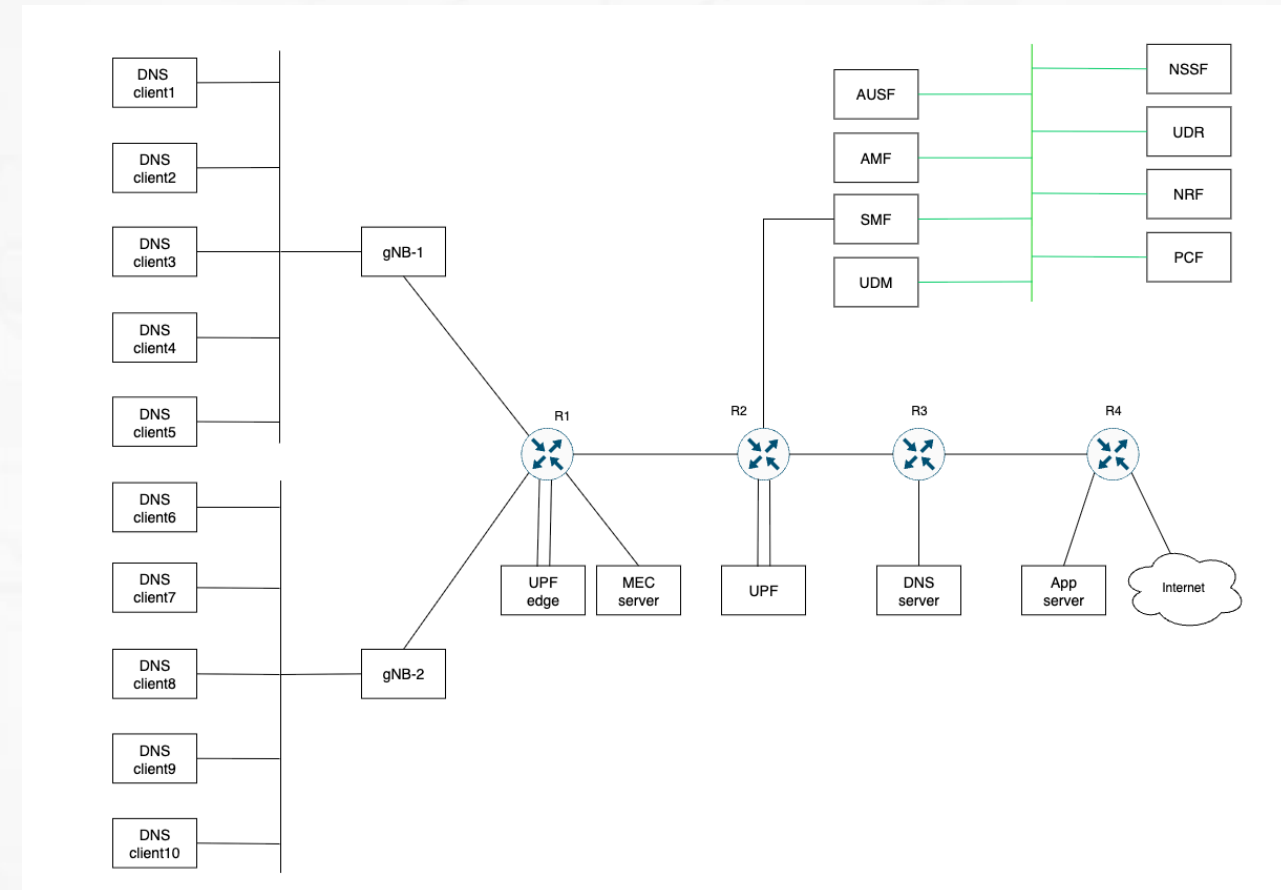 DNS
client1
DNS
client2
DNS
client3
DNS
client4
DNS
client5
DNS
client6
DNS
client7
DNS
client8
DNS
client9
DNS
client10
gNB-1
gNB-2
AUSF
AMF
SMF
UDM
NSSF
UDR
NRF
PCF
R1
R2
R3
R4
UPF
edge
MEC
server
UPF
DNS
server
App
server
Internet